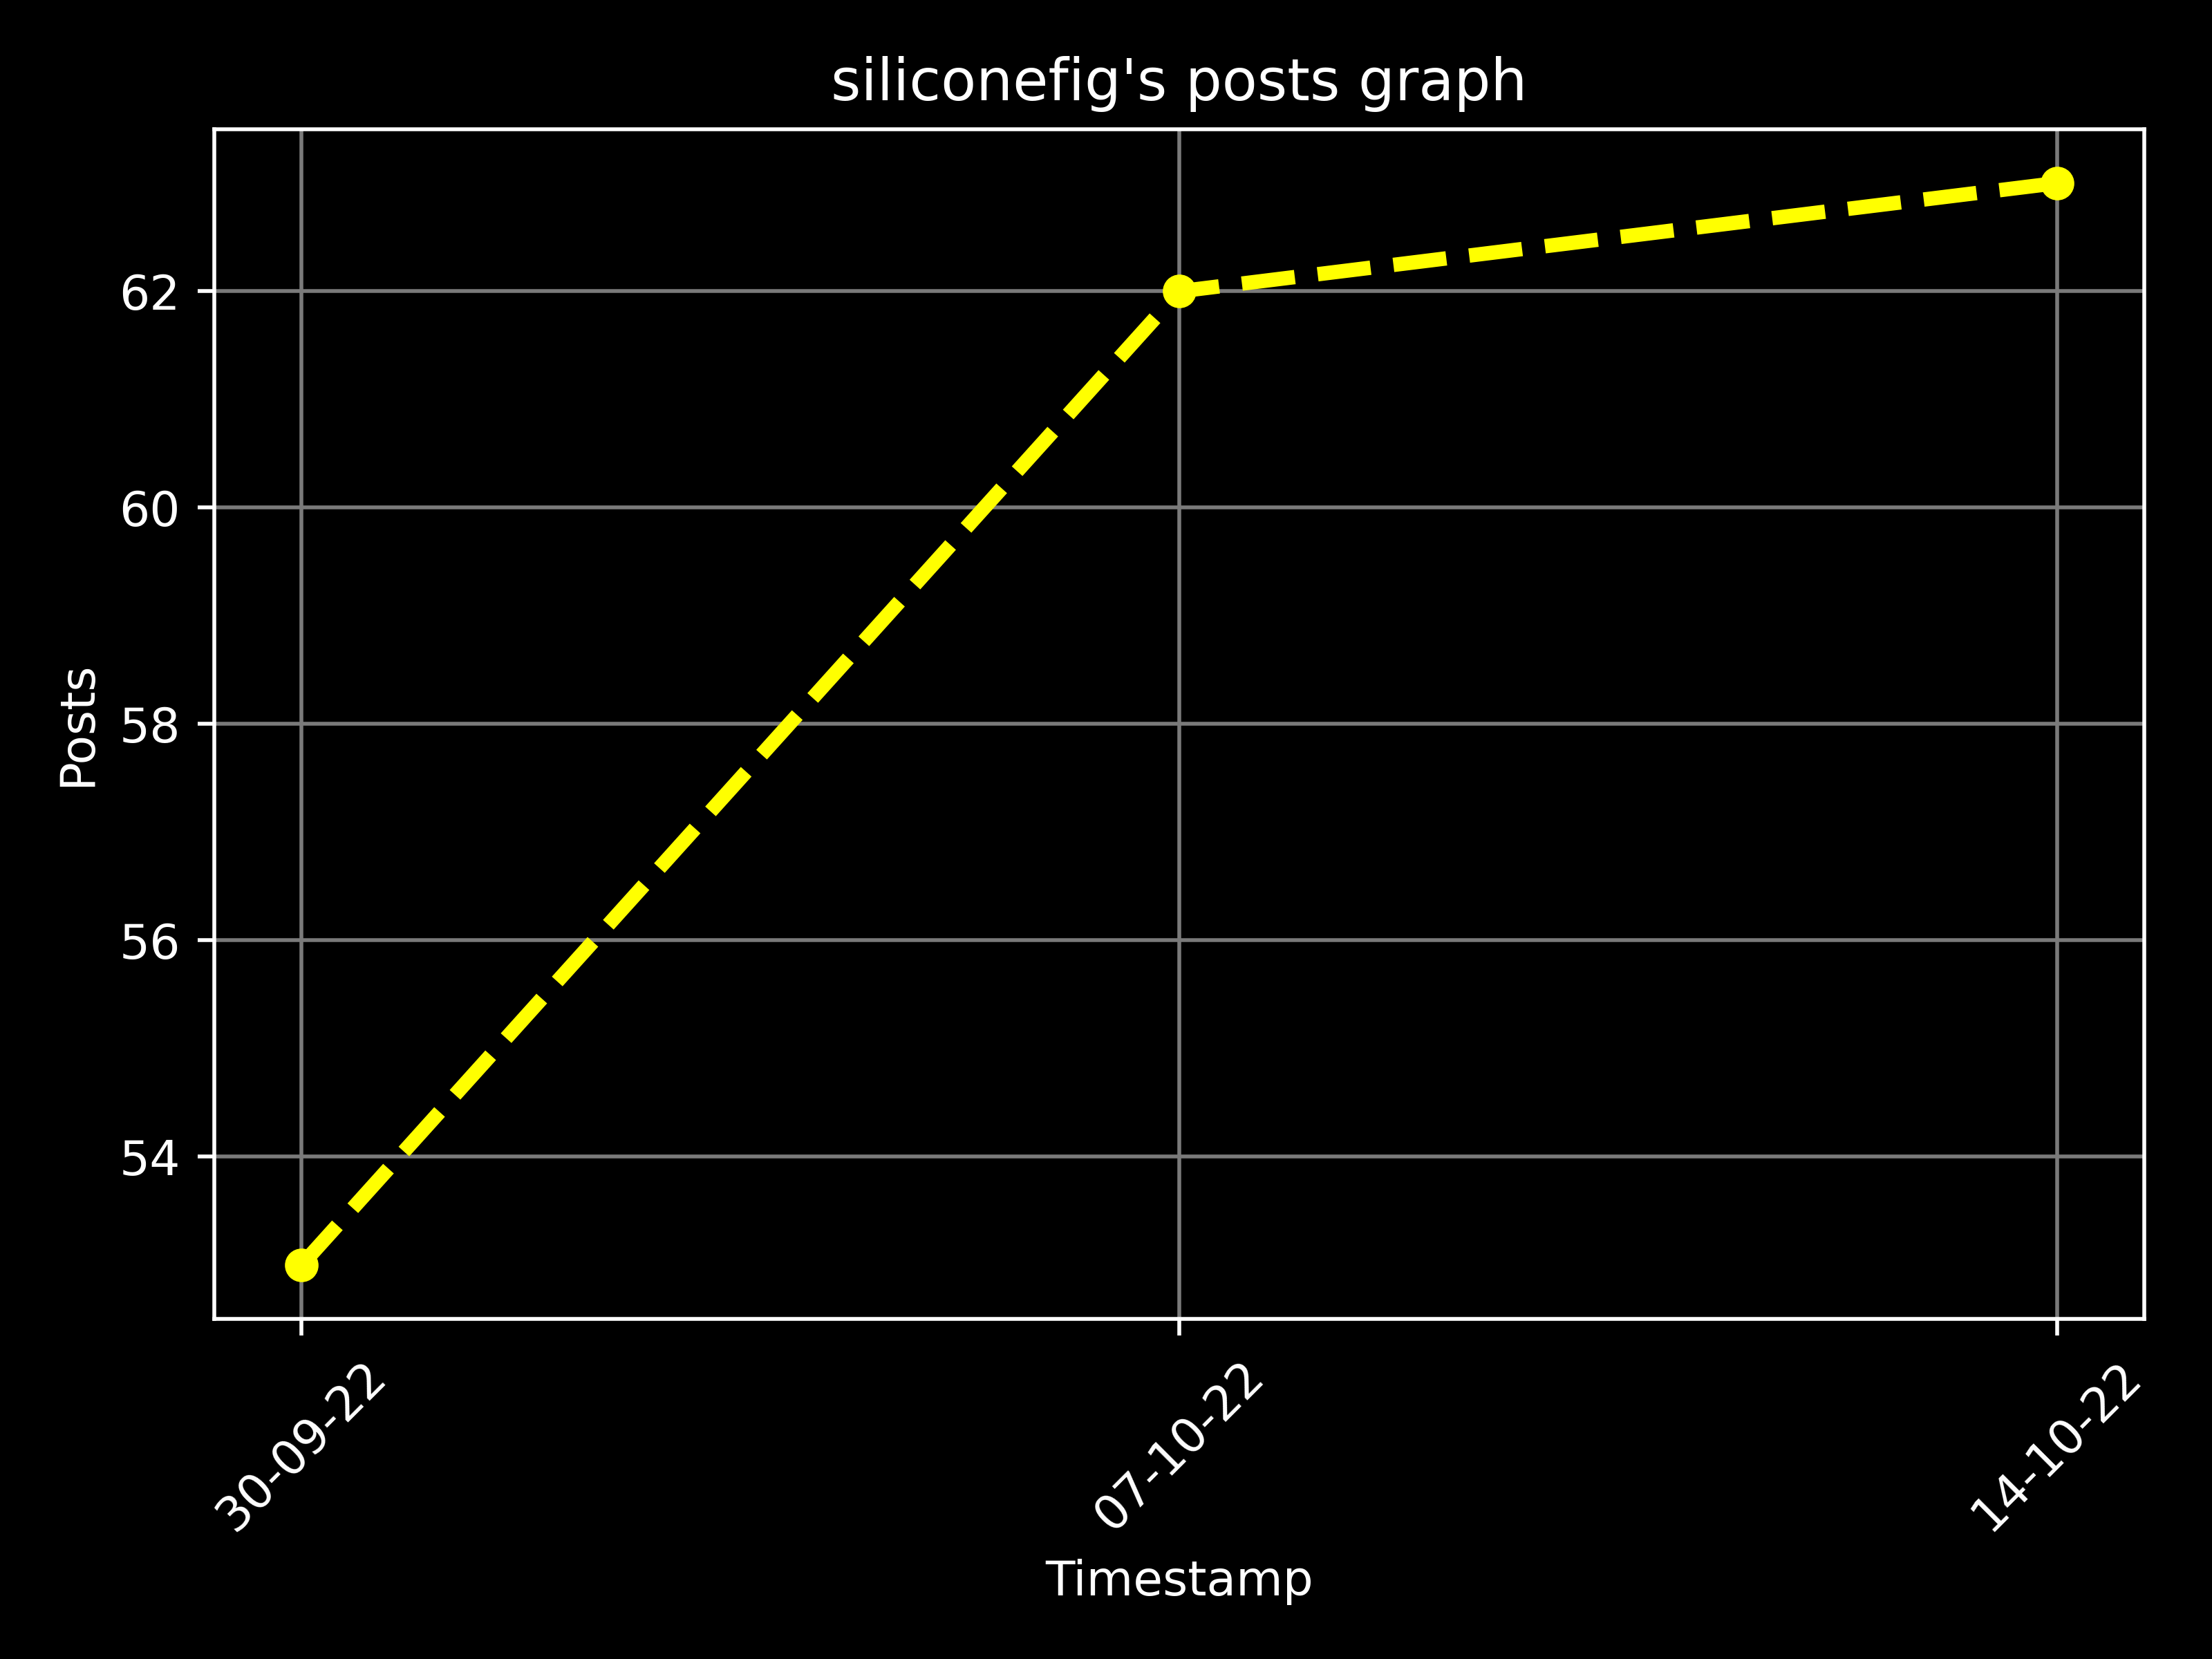 siliconefig's posts graph
Posts
62
60
58
56
54
30-09-22
07-10-22
14-10-22
Timestamp